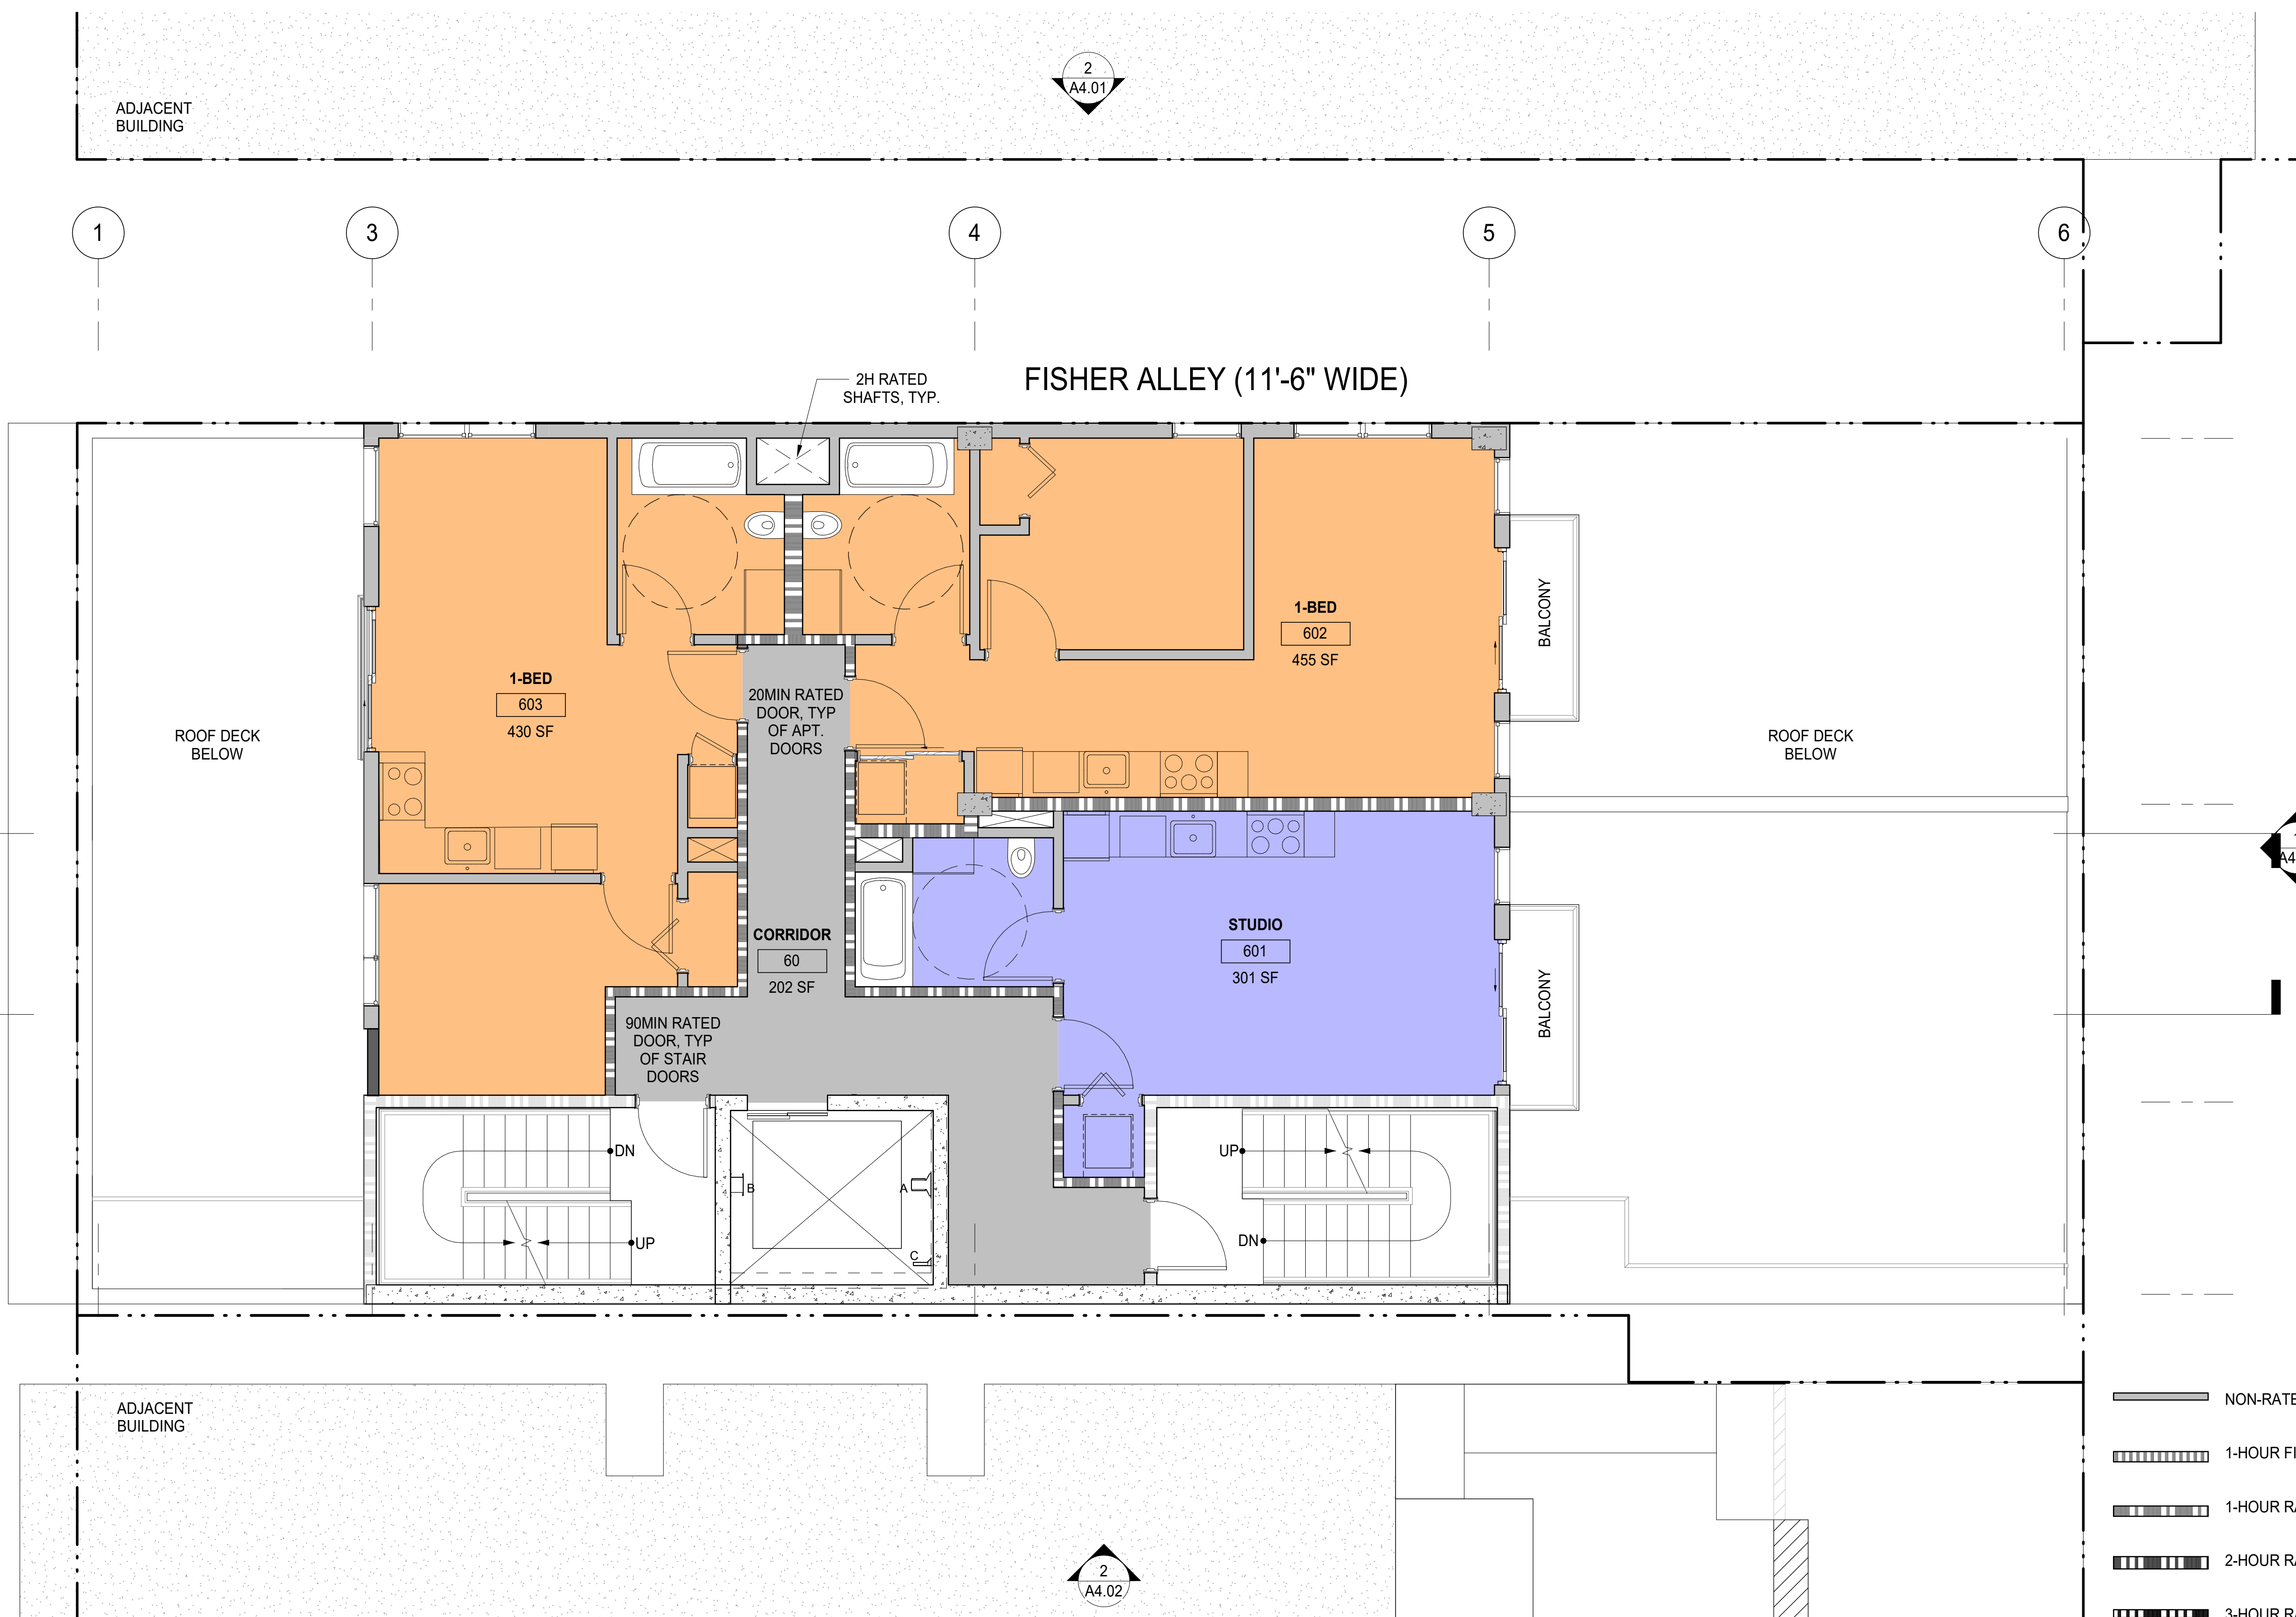 2
A4.01
ADJACENT
BUILDING
1
3
4
5
6
2H RATED
SHAFTS, TYP.
FISHER ALLEY (11'-6" WIDE)
1-BED
602
455 SF
BALCONY
1-BED
603
430 SF
20MIN RATED
DOOR, TYP
OF APT.
DOORS
ROOF DECK
BELOW
ROOF DECK
BELOW
CORRIDOR
60
202 SF
STUDIO
601
301 SF
BALCONY
90MIN RATED
DOOR, TYP
OF STAIR
DOORS
DN
UP
B
A
C
UP
DN
ADJACENT
BUILDING
NON-RATE
1-HOUR FI
1-HOUR RA
2-HOUR RA
3-HOUR R
2
A4.02